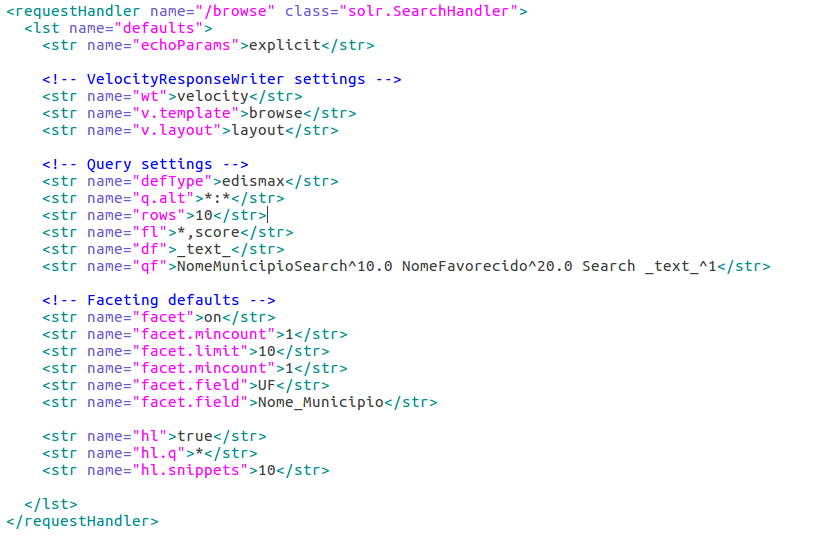 <requestHandler name="/browse" class="solr.SearchHandler">
  <lst name="defaults">
    <str name="echoParams">explicit</str>

    <!-- VelocityResponseWriter settings -->
    <str name="wt">velocity</str>
    <str name="v.template">browse</str>
    <str name="v.layout">layout</str>

    <!-- Query settings -->
    <str name="defType">edismax</str>
    <str name="q.alt">*:*</str>
    <str name="rows">10</str>
    <str name="fl">*,score</str>
    <str name="df">_text_</str>
    <str name="qf">NomeMunicipioSearch^10.0 NomeFavorecido^20.0 Search _text_^1</str>

    <!-- Faceting defaults -->
    <str name="facet">on</str>
    <str name="facet.mincount">1</str>
    <str name="facet.limit">10</str>
    <str name="facet.mincount">1</str>
    <str name="facet.field">UF</str>
    <str name="facet.field">Nome_Municipio</str>

    <str name="hl">true</str>
    <str name="hl.q">*</str>
    <str name="hl.snippets">10</str>

  </lst>
</requestHandler>